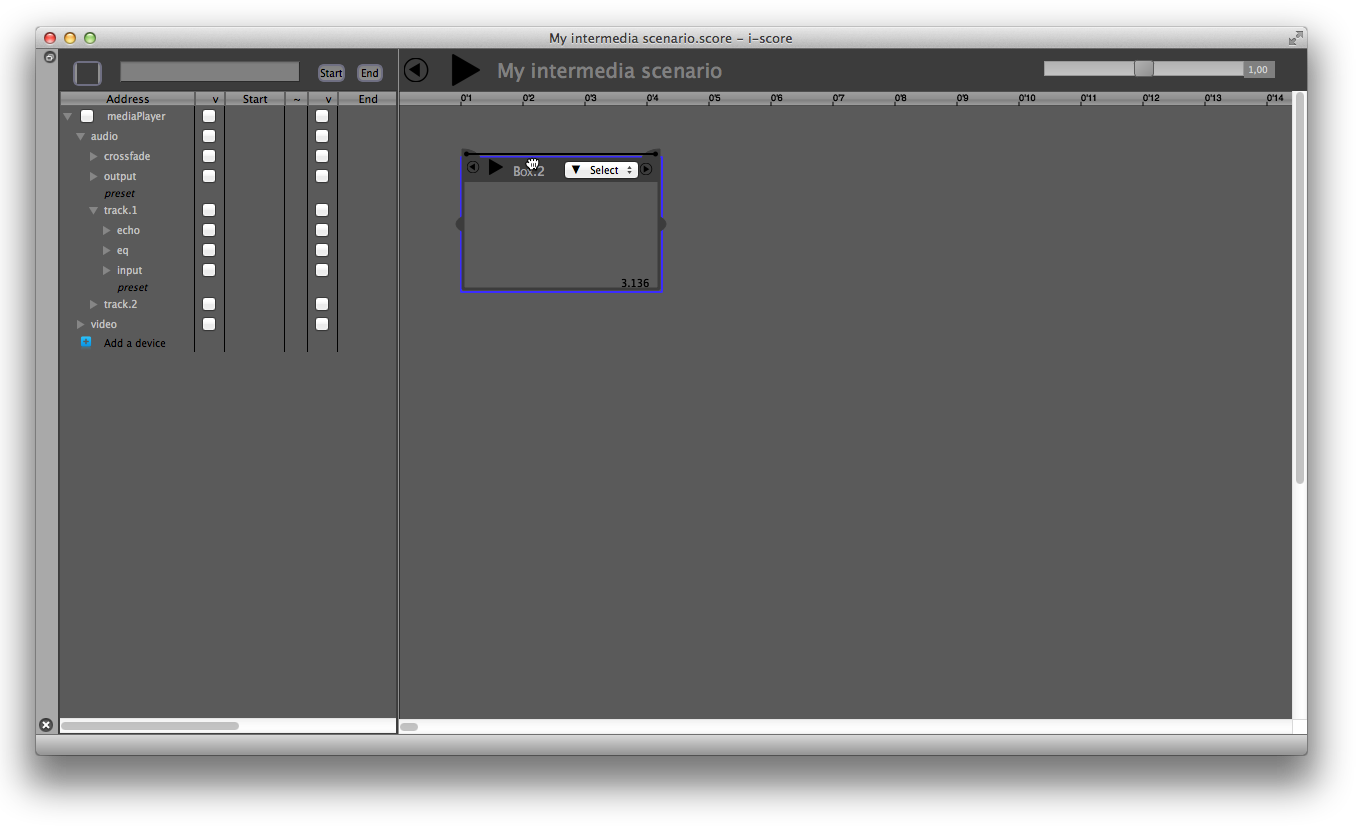 My intermedia scenario.score – i-score
Start End
My intermedia scenario
1,00
Address v Start ~ v End
0'1 0'2 0'3 0'4 0'5 0'6 0'7 0'8 0'9 0'10 0'11 0'12 0'13 0'14
mediaPlayer
audio
crossfade
output
preset
track.1
echo
eq
input
preset
track.2
video
Add a device
Box.2
Select
3.136